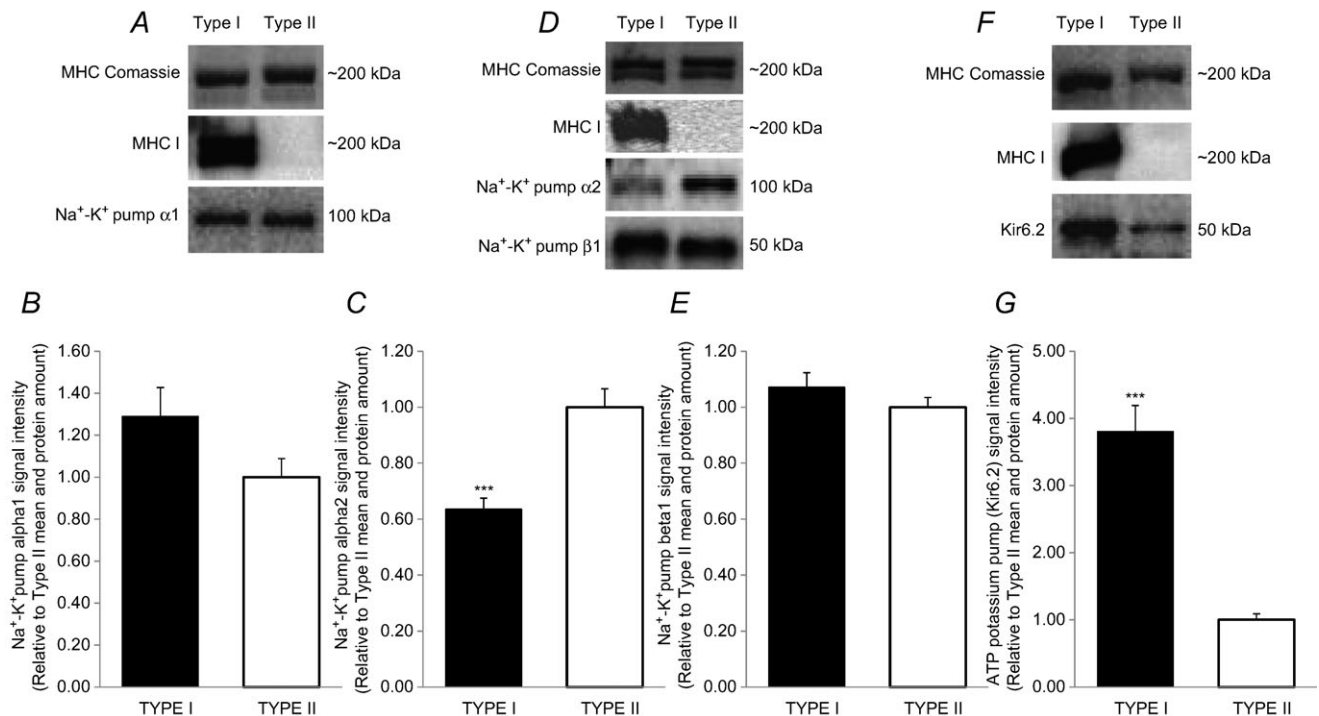 A
Type I Type II
MHC Comassie ~200 kDa
MHC I ~200 kDa
Na⁺-K⁺ pump α1 100 kDa
D
Type I Type II
MHC Comassie ~200 kDa
MHC I ~200 kDa
Na⁺-K⁺ pump α2 100 kDa
Na⁺-K⁺ pump β1 50 kDa
F
Type I Type II
MHC Comassie ~200 kDa
MHC I ~200 kDa
Kir6.2 50 kDa
B
Na⁺-K⁺pump alpha1 signal intensity
(Relative to Type II mean and protein amount)
1.60
1.40
1.20
1.00
0.80
0.60
0.40
0.20
0.00
TYPE I TYPE II
C
Na⁺-K⁺pump alpha2 signal intensity
(Relative to Type II mean and protein amount)
1.20
1.00
0.80
0.60
0.40
0.20
0.00
***
TYPE I TYPE II
E
Na⁺-K⁺pump beta1 signal intensity
(Relative to Type II mean and protein amount)
1.20
1.00
0.80
0.60
0.40
0.20
0.00
TYPE I TYPE II
G
ATP potassium pump (Kir6.2) signal intensity
(Relative to Type II mean and protein amount)
5.00
4.00
3.00
2.00
1.00
0.00
***
TYPE I TYPE II